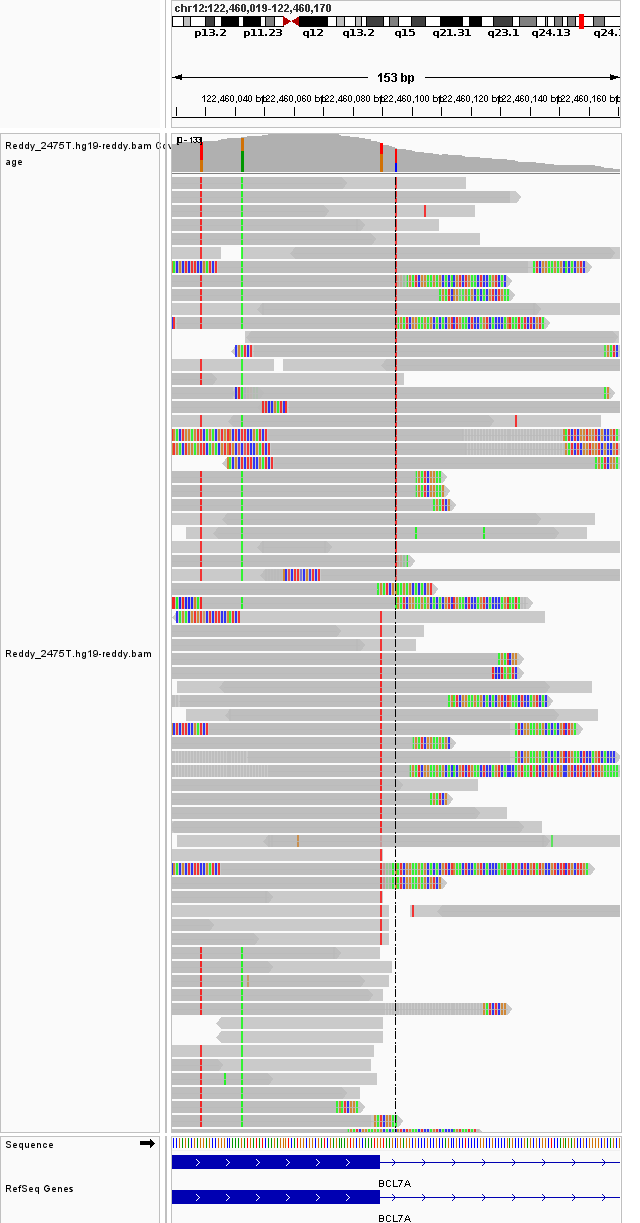 chr12:122,460,019-122,460,170
p13.2 p11.23 q12 q13.2 q15 q21.31 q23.1 q24.13 q24.
153 bp
122,460,040 bp 122,460,060 bp 122,460,080 bp 122,460,100 bp 122,460,120 bp 122,460,140 bp 122,460,160 b
Reddy_2475T.hg19-reddy.bam Cov
age
Reddy_2475T.hg19-reddy.bam
Sequence
BCL7A
RefSeq Genes
BCL7A